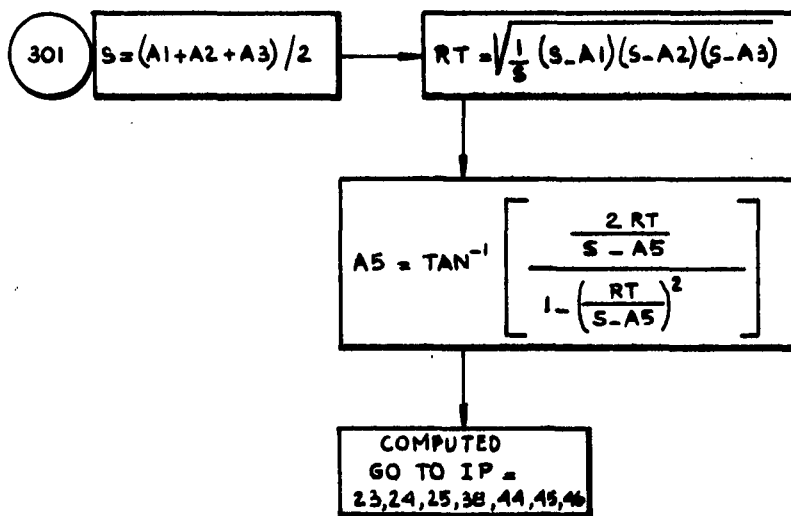 301
S = (A1+A2+A3)/2
RT = √(1/S (S-A1)(S-A2)(S-A3))
A5 = TAN⁻¹ [ (2 RT / (S - A5)) / (1 - (RT / (S-A5))²) ]
COMPUTED
GO TO IP =
23,24,25,38,44,45,46